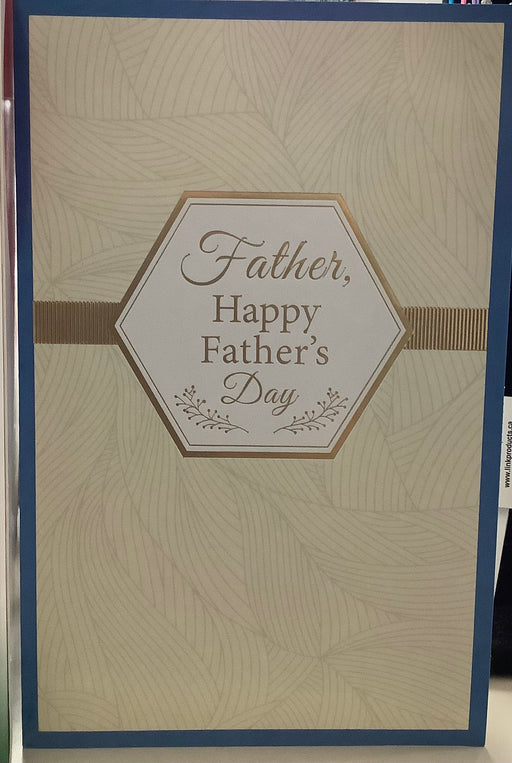 Father,
Happy
Father's
Day
www.linkproducts.ca